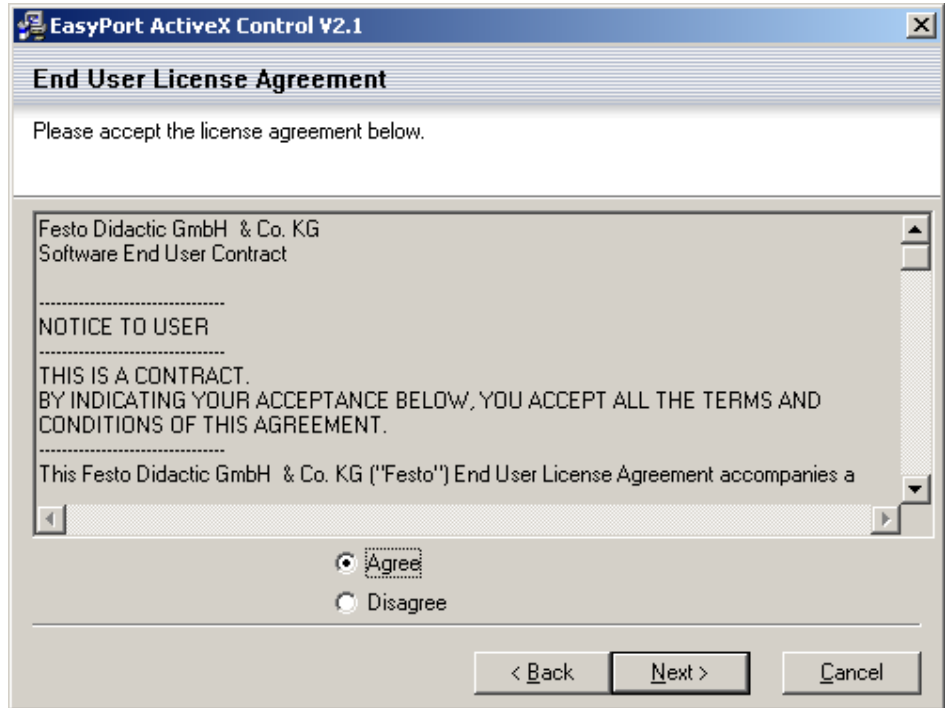 EasyPort ActiveX Control V2.1
End User License Agreement
Please accept the license agreement below.
Festo Didactic GmbH  & Co. KG
Software End User Contract
---------------------------------
NOTICE TO USER
---------------------------------
THIS IS A CONTRACT.
BY INDICATING YOUR ACCEPTANCE BELOW, YOU ACCEPT ALL THE TERMS AND
CONDITIONS OF THIS AGREEMENT.
---------------------------------
This Festo Didactic GmbH  & Co. KG ("Festo") End User License Agreement accompanies a
Agree
Disagree
< Back Next > Cancel